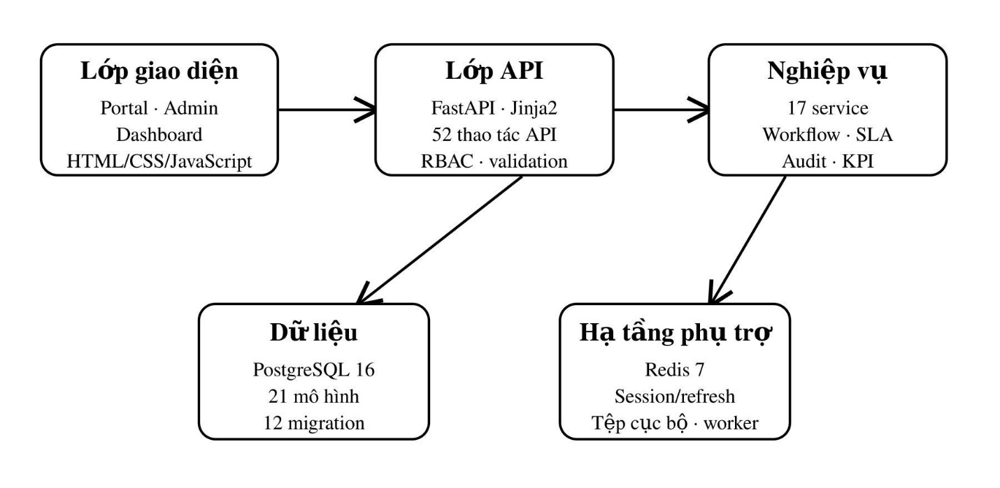 Lớp giao diện
Portal · Admin
Dashboard
HTML/CSS/JavaScript
Lớp API
FastAPI · Jinja2
52 thao tác API
RBAC · validation
Nghiệp vụ
17 service
Workflow · SLA
Audit · KPI
Dữ liệu
PostgreSQL 16
21 mô hình
12 migration
Hạ tầng phụ trợ
Redis 7
Session/refresh
Tệp cục bộ · worker